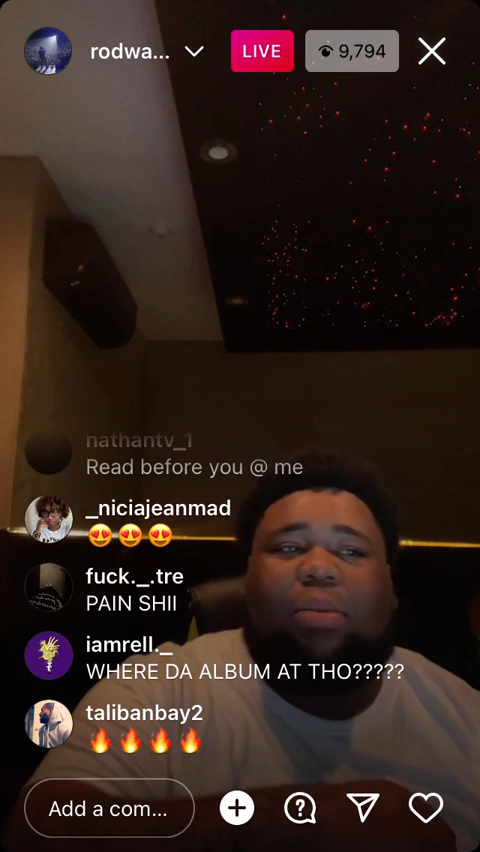 rodwa...
LIVE
9,794
nathantv_1
Read before you @ me
_niciajeanmad
😍😍😍
fuck._.tre
PAIN SHII
iamrell._
WHERE DA ALBUM AT THO?????
talibanbay2
🔥🔥🔥🔥
Add a com...